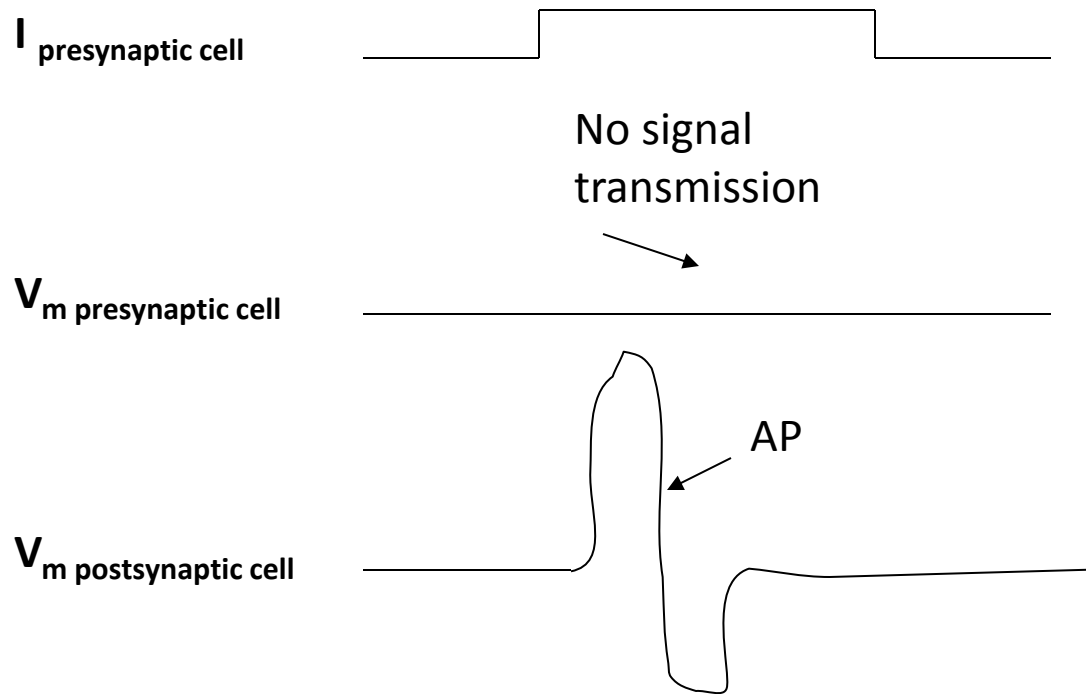 I presynaptic cell
No signal
transmission
Vm presynaptic cell
AP
Vm postsynaptic cell